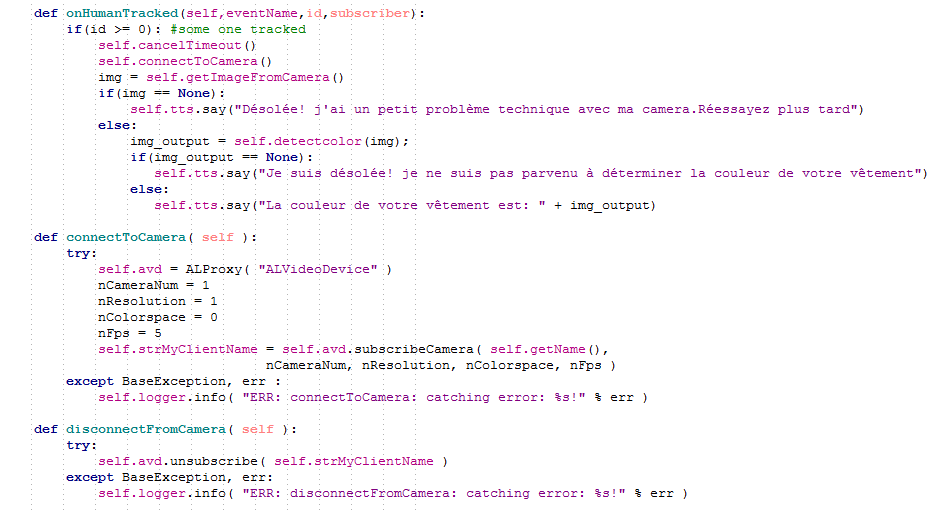 def onHumanTracked(self,eventName,id,subscriber):
if(id >= 0): #some one tracked
self.cancelTimeout()
self.connectToCamera()
img = self.getImageFromCamera()
if(img == None):
self.tts.say("Désolée! j'ai un petit problème technique avec ma camera.Réessayez plus tard")
else:
img_output = self.detectcolor(img);
if(img_output == None):
self.tts.say("Je suis désolée! je ne suis pas parvenu à déterminer la couleur de votre vêtement")
else:
self.tts.say("La couleur de votre vêtement est: " + img_output)
def connectToCamera( self ):
try:
self.avd = ALProxy( "ALVideoDevice" )
nCameraNum = 1
nResolution = 1
nColorspace = 0
nFps = 5
self.strMyClientName = self.avd.subscribeCamera( self.getName(),
nCameraNum, nResolution, nColorspace, nFps )
except BaseException, err :
self.logger.info( "ERR: connectToCamera: catching error: %s!" % err )
def disconnectFromCamera( self ):
try:
self.avd.unsubscribe( self.strMyClientName )
except BaseException, err:
self.logger.info( "ERR: disconnectFromCamera: catching error: %s!" % err )